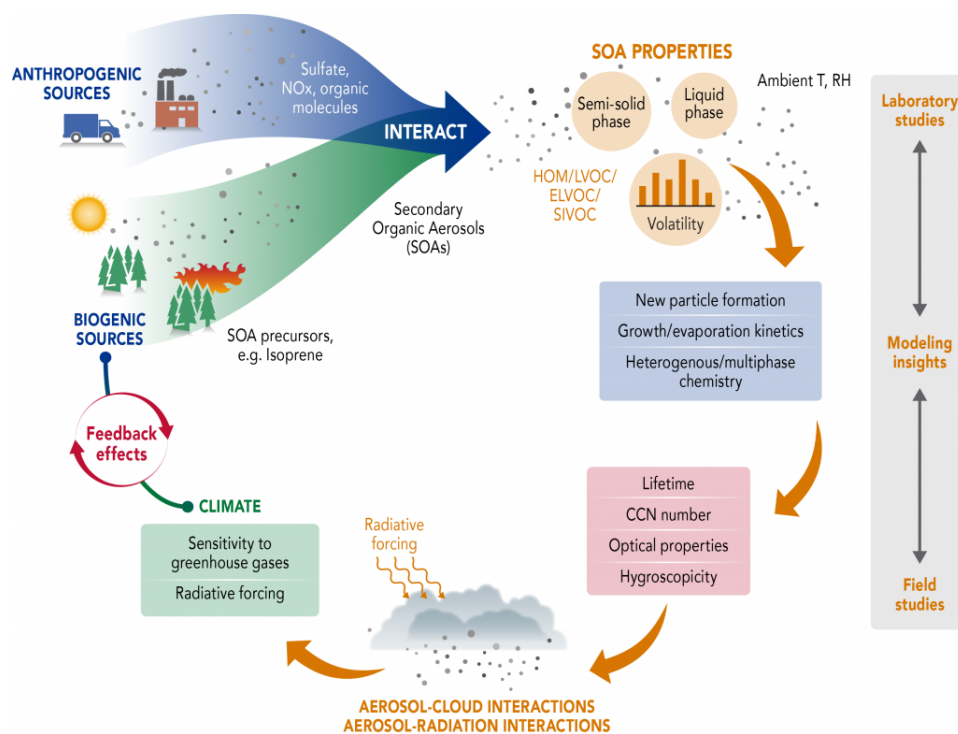 ANTHROPOGENIC
SOURCES
Sulfate,
NOx, organic
molecules
INTERACT
SOA PROPERTIES
Semi-solid
phase
Liquid
phase
Ambient T, RH
HOM/LVOC/
ELVOC/
SIVOC
Volatility
Secondary
Organic Aerosols
(SOAs)
BIOGENIC
SOURCES
SOA precursors,
e.g. Isoprene
New particle formation
Growth/evaporation kinetics
Heterogenous/multiphase
chemistry
Lifetime
CCN number
Optical properties
Hygroscopicity
Radiative
forcing
AEROSOL-CLOUD INTERACTIONS
AEROSOL-RADIATION INTERACTIONS
Feedback
effects
CLIMATE
Sensitivity to
greenhouse gases
Radiative forcing
Laboratory
studies
Modeling
insights
Field
studies